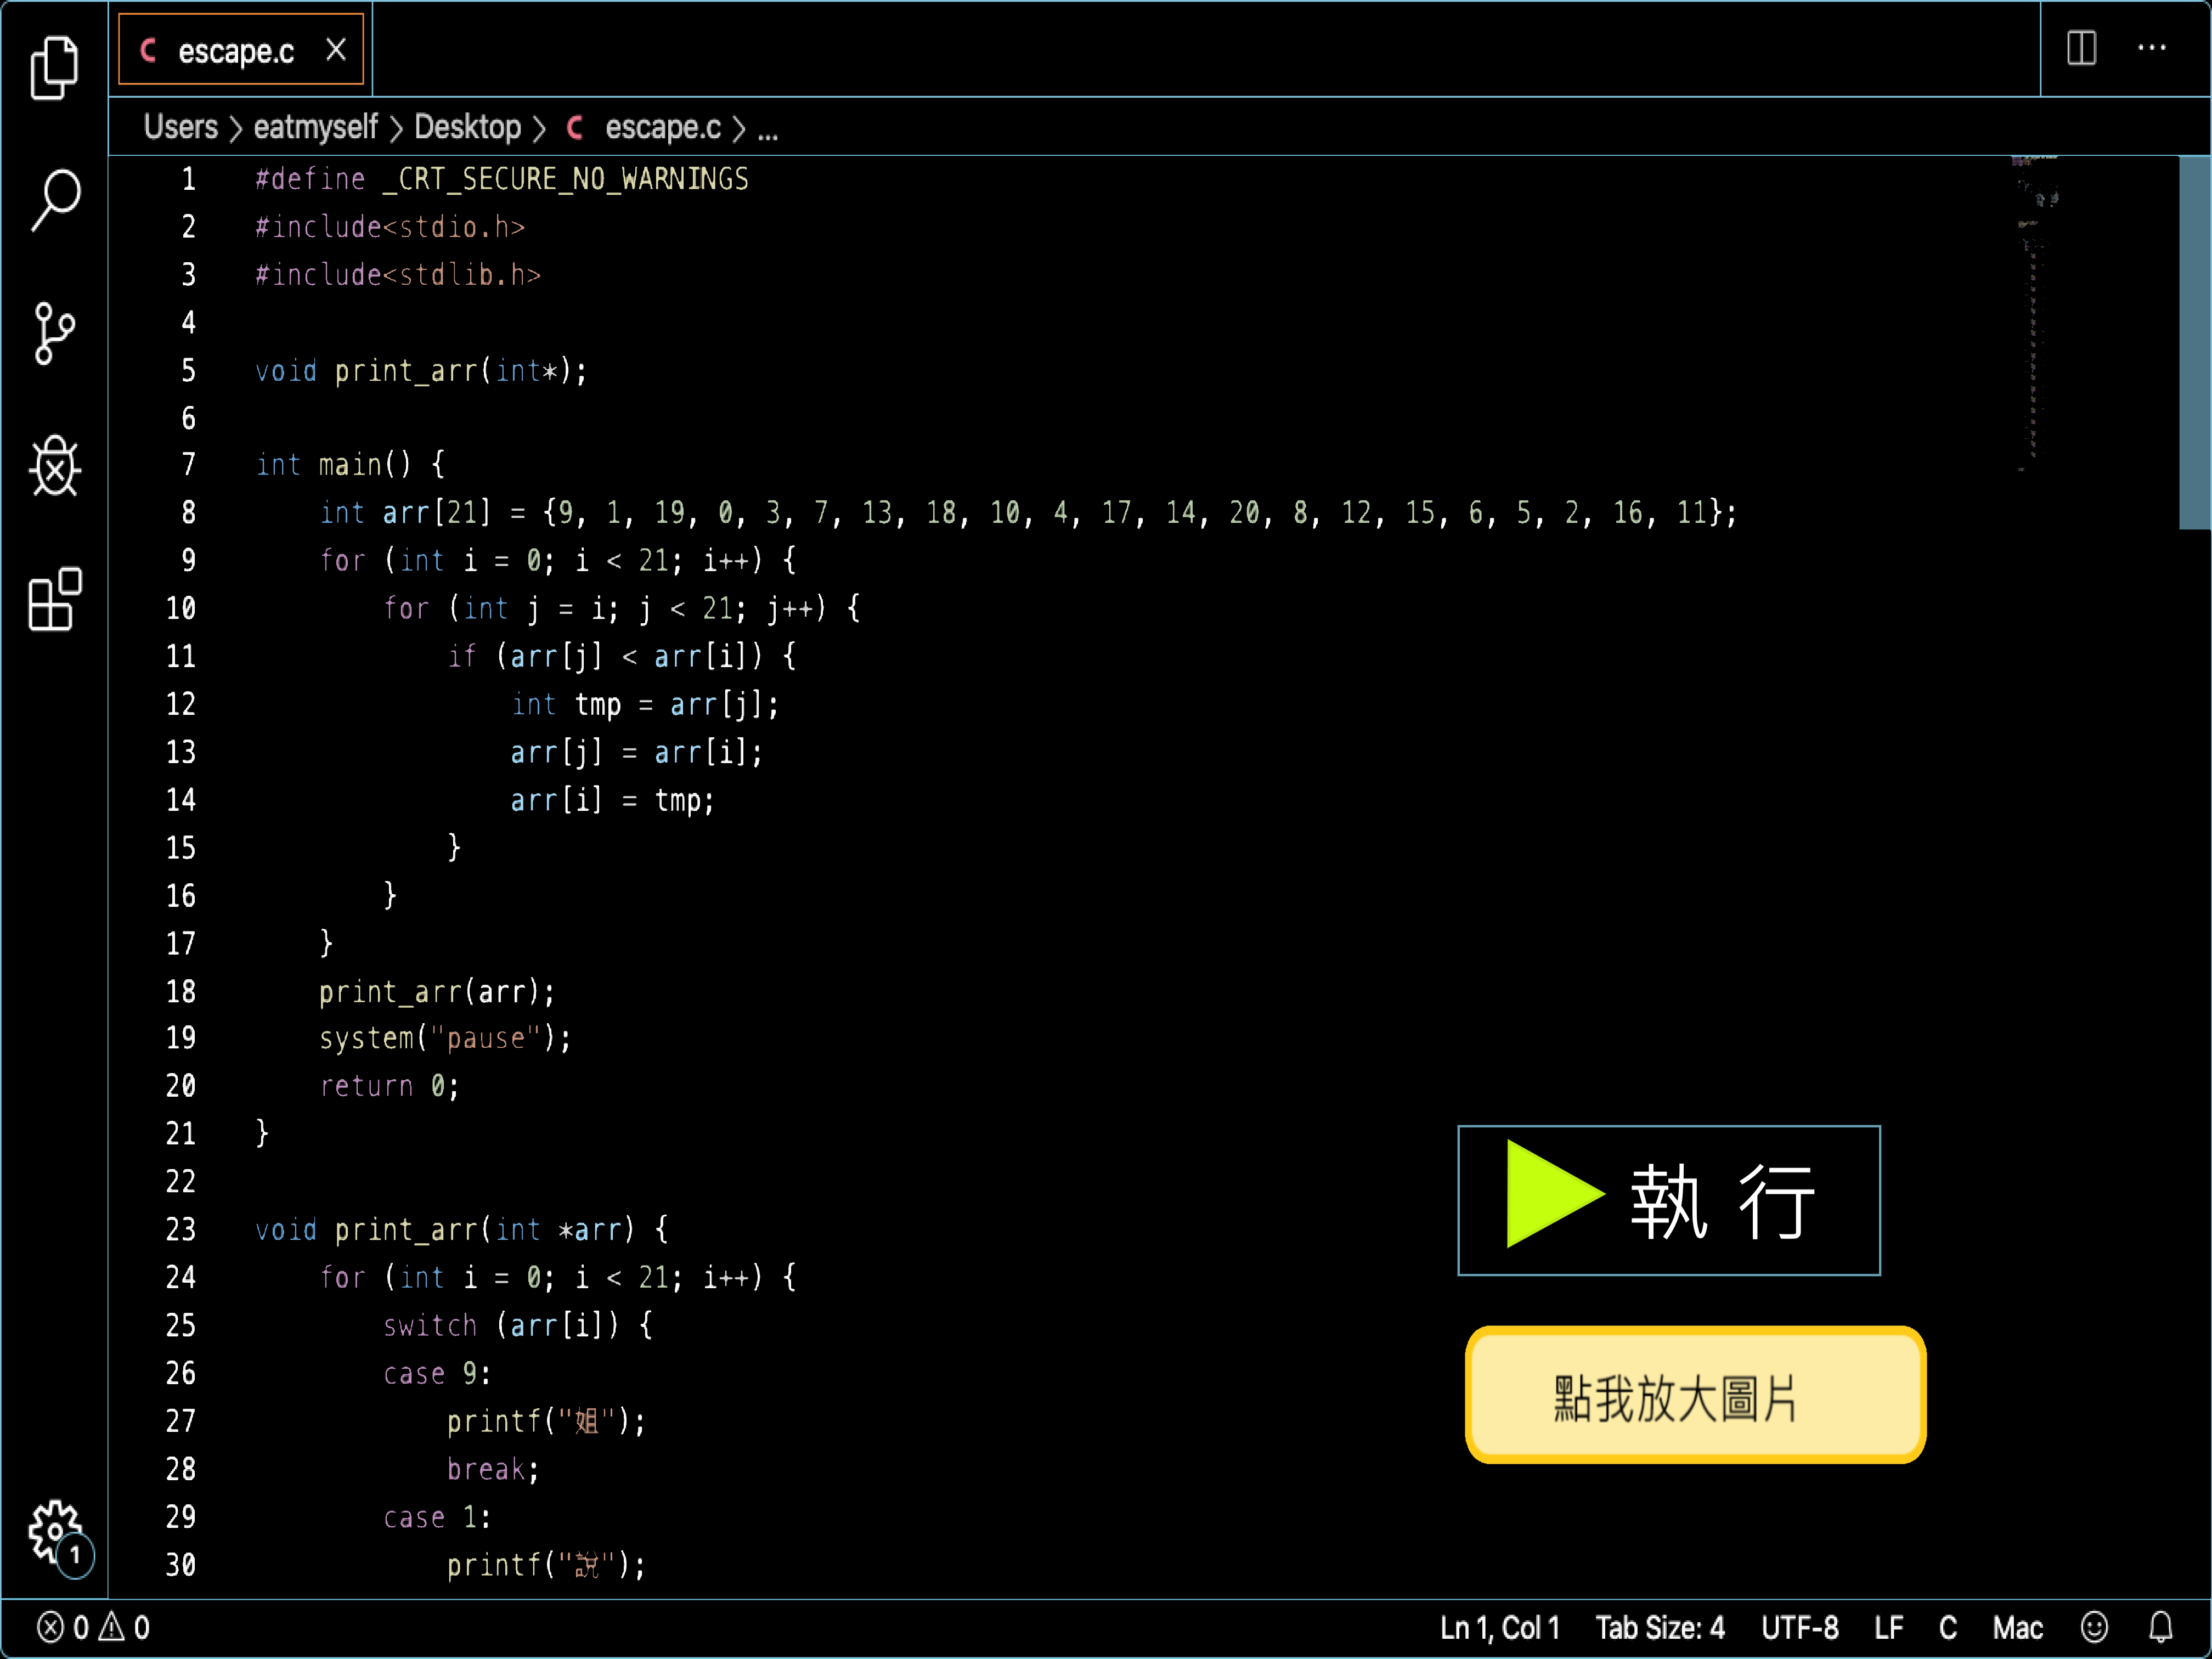 escape.c
Users > eatmyself > Desktop > C escape.c > ...
1 #define _CRT_SECURE_NO_WARNINGS
2 #include<stdio.h>
3 #include<stdlib.h>
4
5 void print_arr(int*);
6
7 int main() {
8 int arr[21] = {9, 1, 19, 0, 3, 7, 13, 18, 10, 4, 17, 14, 20, 8, 12, 15, 6, 5, 2, 16, 11};
9 for (int i = 0; i < 21; i++) {
10 for (int j = i; j < 21; j++) {
11 if (arr[j] < arr[i]) {
12 int tmp = arr[j];
13 arr[j] = arr[i];
14 arr[i] = tmp;
15 }
16 }
17 }
18 print_arr(arr);
19 system("pause");
20 return 0;
21 }
22
23 void print_arr(int *arr) {
24 for (int i = 0; i < 21; i++) {
25 switch (arr[i]) {
26 case 9:
27 printf("姐");
28 break;
29 case 1:
30 printf("說");
執行
點我放大圖片
1
0 0
Ln 1, Col 1 Tab Size: 4 UTF-8 LF C Mac